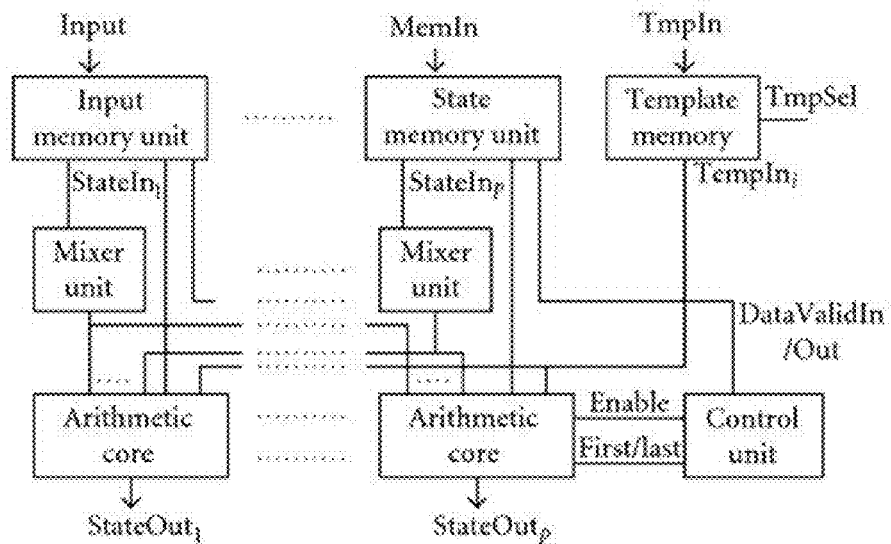 Input
MemIn
TmpIn
Input
memory unit
State
memory unit
Template
memory
TmpSel
StateIn₁
StateInₚ
TempInᵢ
Mixer
unit
Mixer
unit
DataValidIn
/Out
Arithmetic
core
Arithmetic
core
Enable
First/last
Control
unit
StateOut₁
StateOutₚ